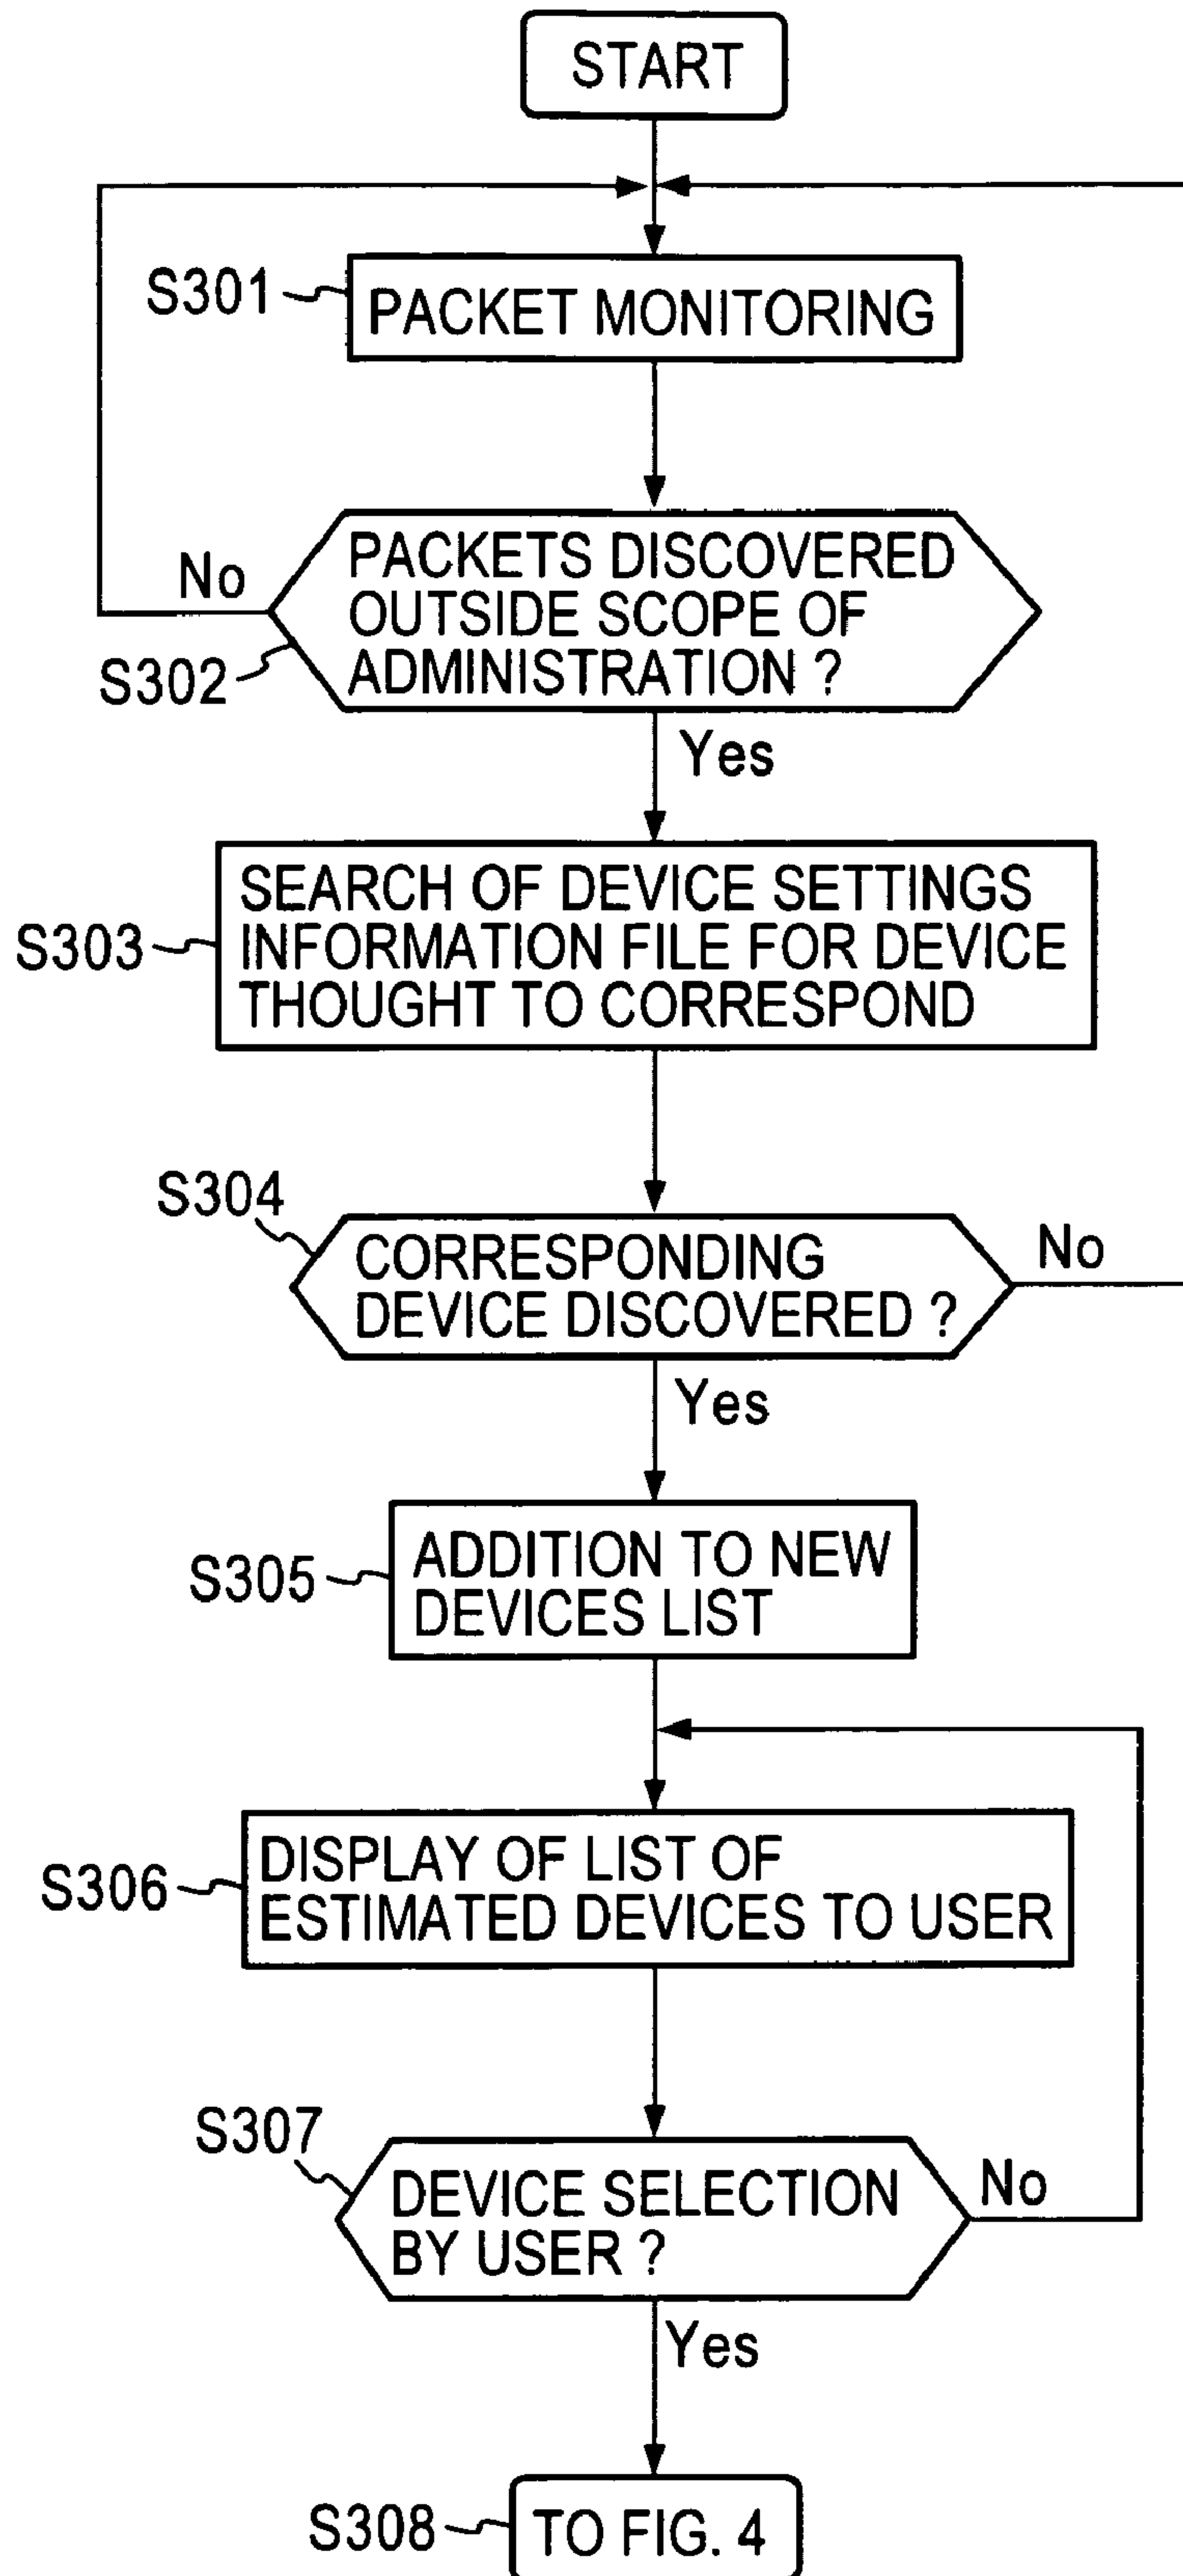 START
S301
PACKET MONITORING
No
PACKETS DISCOVERED
OUTSIDE SCOPE OF
ADMINISTRATION ?
S302
Yes
S303
SEARCH OF DEVICE SETTINGS
INFORMATION FILE FOR DEVICE
THOUGHT TO CORRESPOND
S304
CORRESPONDING
DEVICE DISCOVERED ?
No
Yes
S305
ADDITION TO NEW
DEVICES LIST
S306
DISPLAY OF LIST OF
ESTIMATED DEVICES TO USER
S307
DEVICE SELECTION
BY USER ?
No
Yes
S308
TO FIG. 4